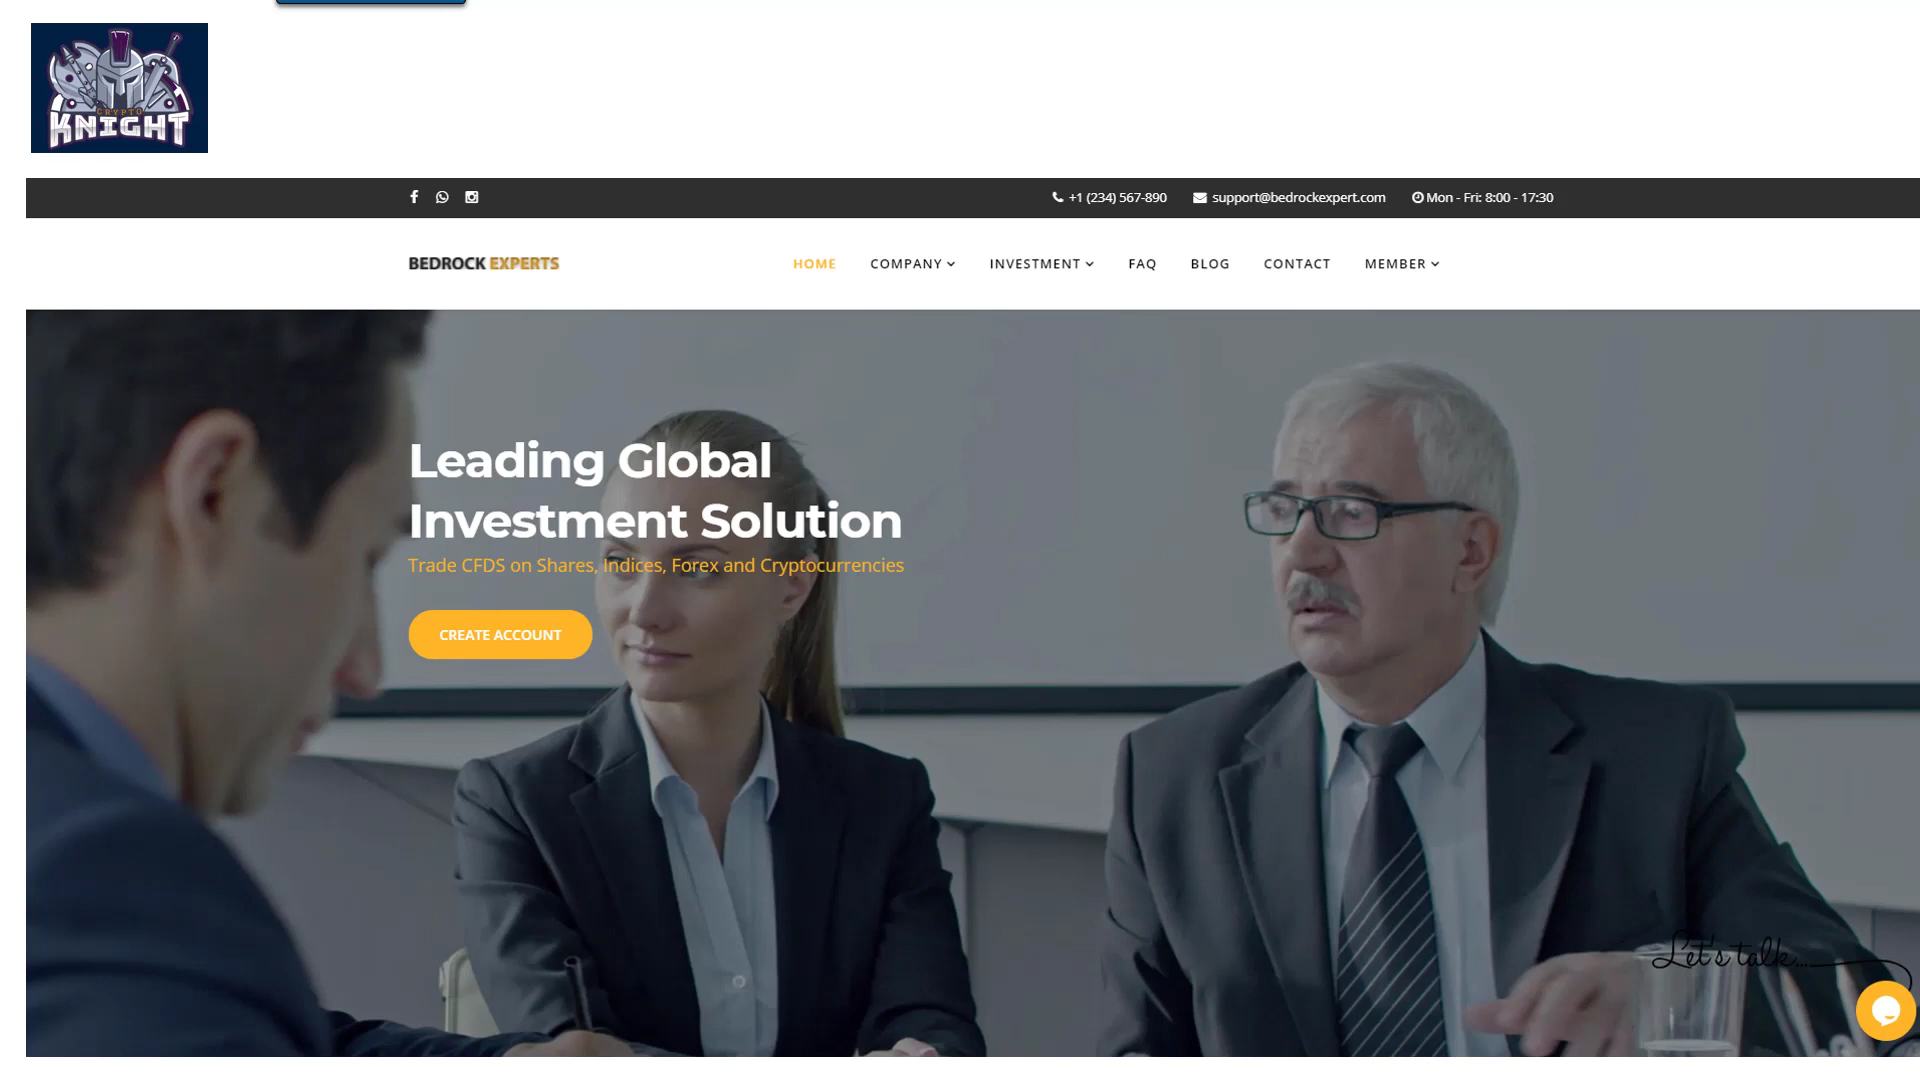 CRYPTO
KNIGHT
+1 (234) 567-890 support@bedrockexpert.com Mon - Fri: 8:00 - 17:30
BEDROCK EXPERTS HOME COMPANY INVESTMENT FAQ BLOG CONTACT MEMBER
Leading Global
Investment Solution
Trade CFDS on Shares, Indices, Forex and Cryptocurrencies
CREATE ACCOUNT
Let's talk...